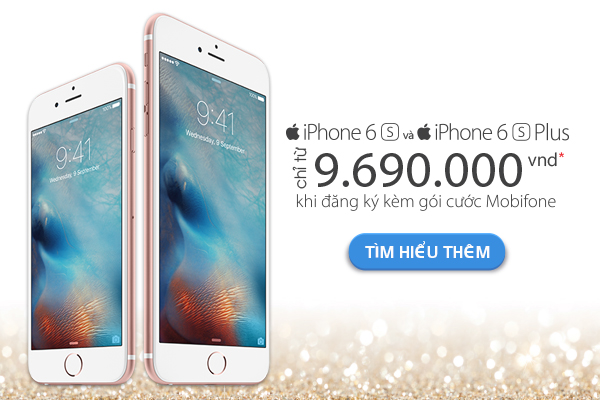 9:41
Wednesday, 9 September
100%
9:41
Wednesday, 9 September
iPhone 6 S và iPhone 6 S Plus
chỉ từ 9.690.000 vnd*
khi đăng ký kèm gói cước Mobifone
TÌM HIỂU THÊM